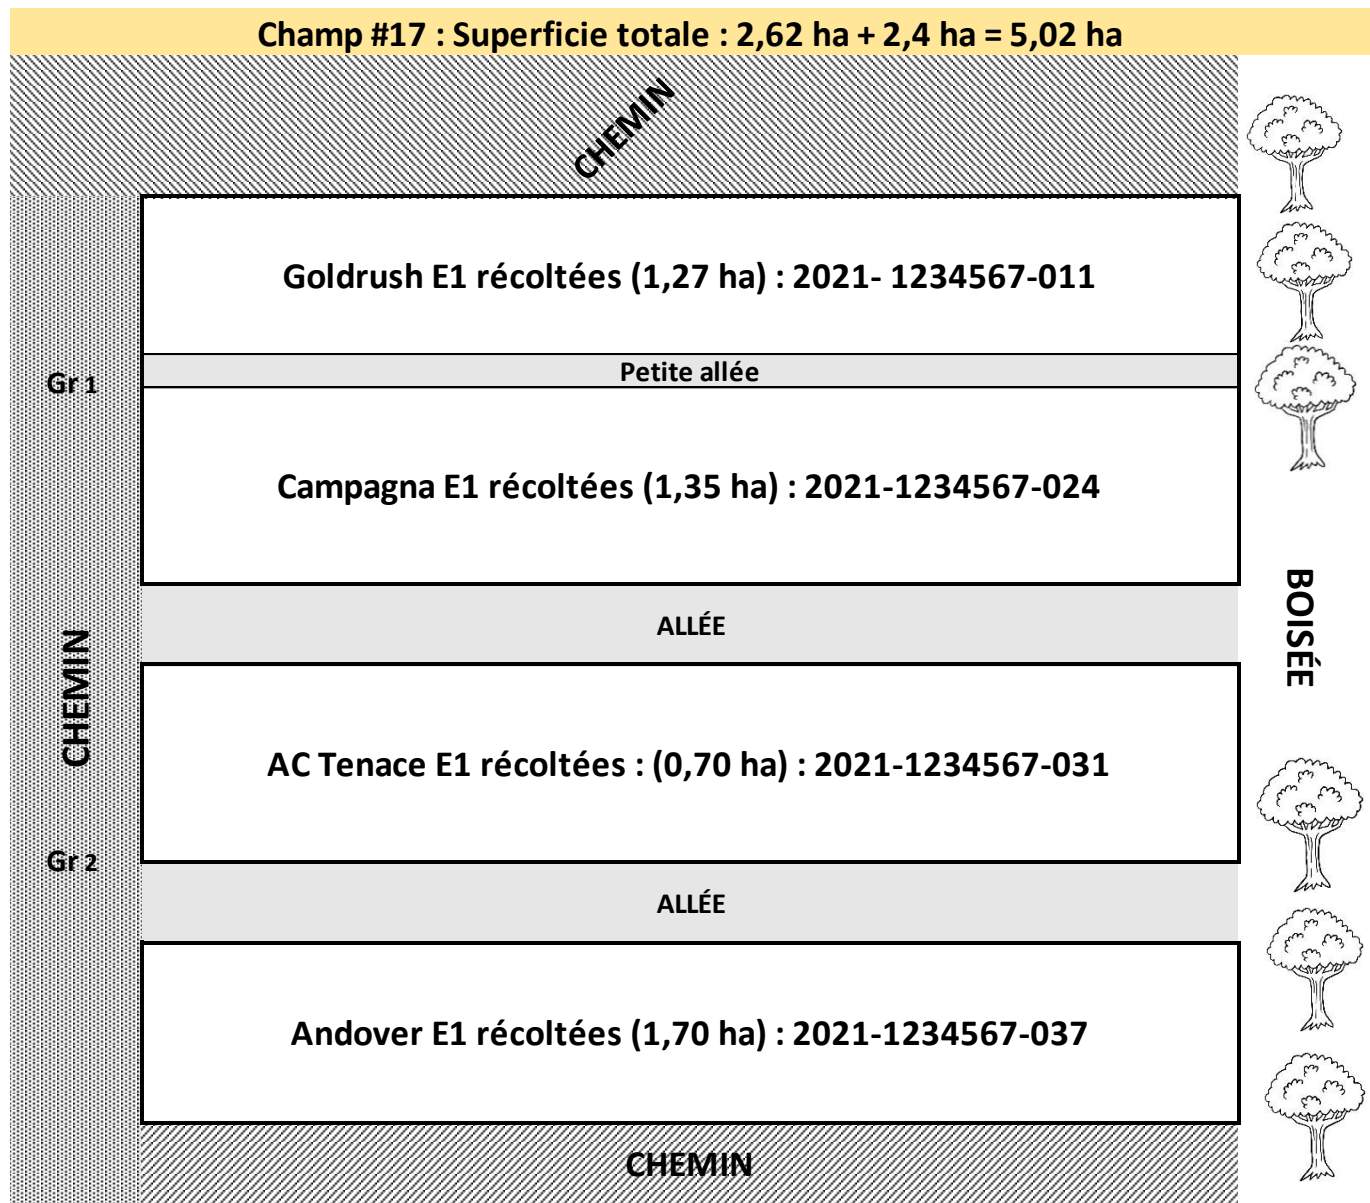 Champ #17 : Superficie totale : 2,62 ha + 2,4 ha = 5,02 ha
CHEMIN
Goldrush E1 récoltées (1,27 ha) : 2021- 1234567-011
Gr 1
Petite allée
Campagna E1 récoltées (1,35 ha) : 2021-1234567-024
ALLÉE
BOISÉE
CHEMIN
AC Tenace E1 récoltées : (0,70 ha) : 2021-1234567-031
Gr 2
ALLÉE
Andover E1 récoltées (1,70 ha) : 2021-1234567-037
CHEMIN